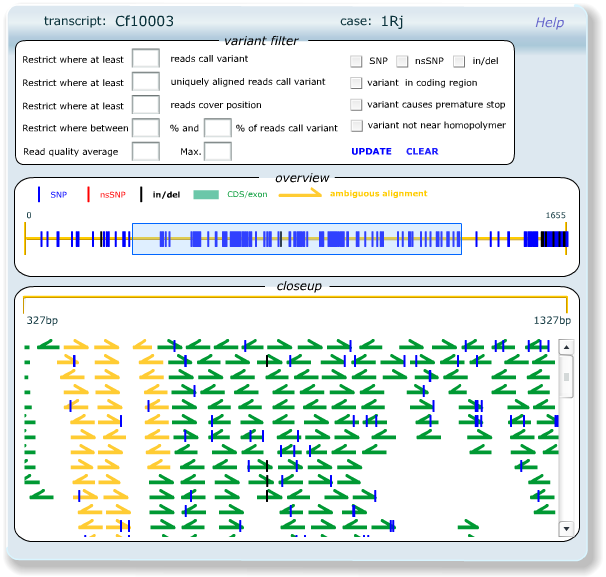 transcript: Cf10003 case: 1Rj Help
variant filter
Restrict where at least reads call variant SNP nsSNP in/del
Restrict where at least uniquely aligned reads call variant variant in coding region
Restrict where at least reads cover position variant causes premature stop
Restrict where between % and % of reads call variant variant not near homopolymer
Read quality average Max. UPDATE CLEAR
overview
SNP nsSNP in/del CDS/exon ambiguous alignment
0 1655
closeup
327bp 1327bp